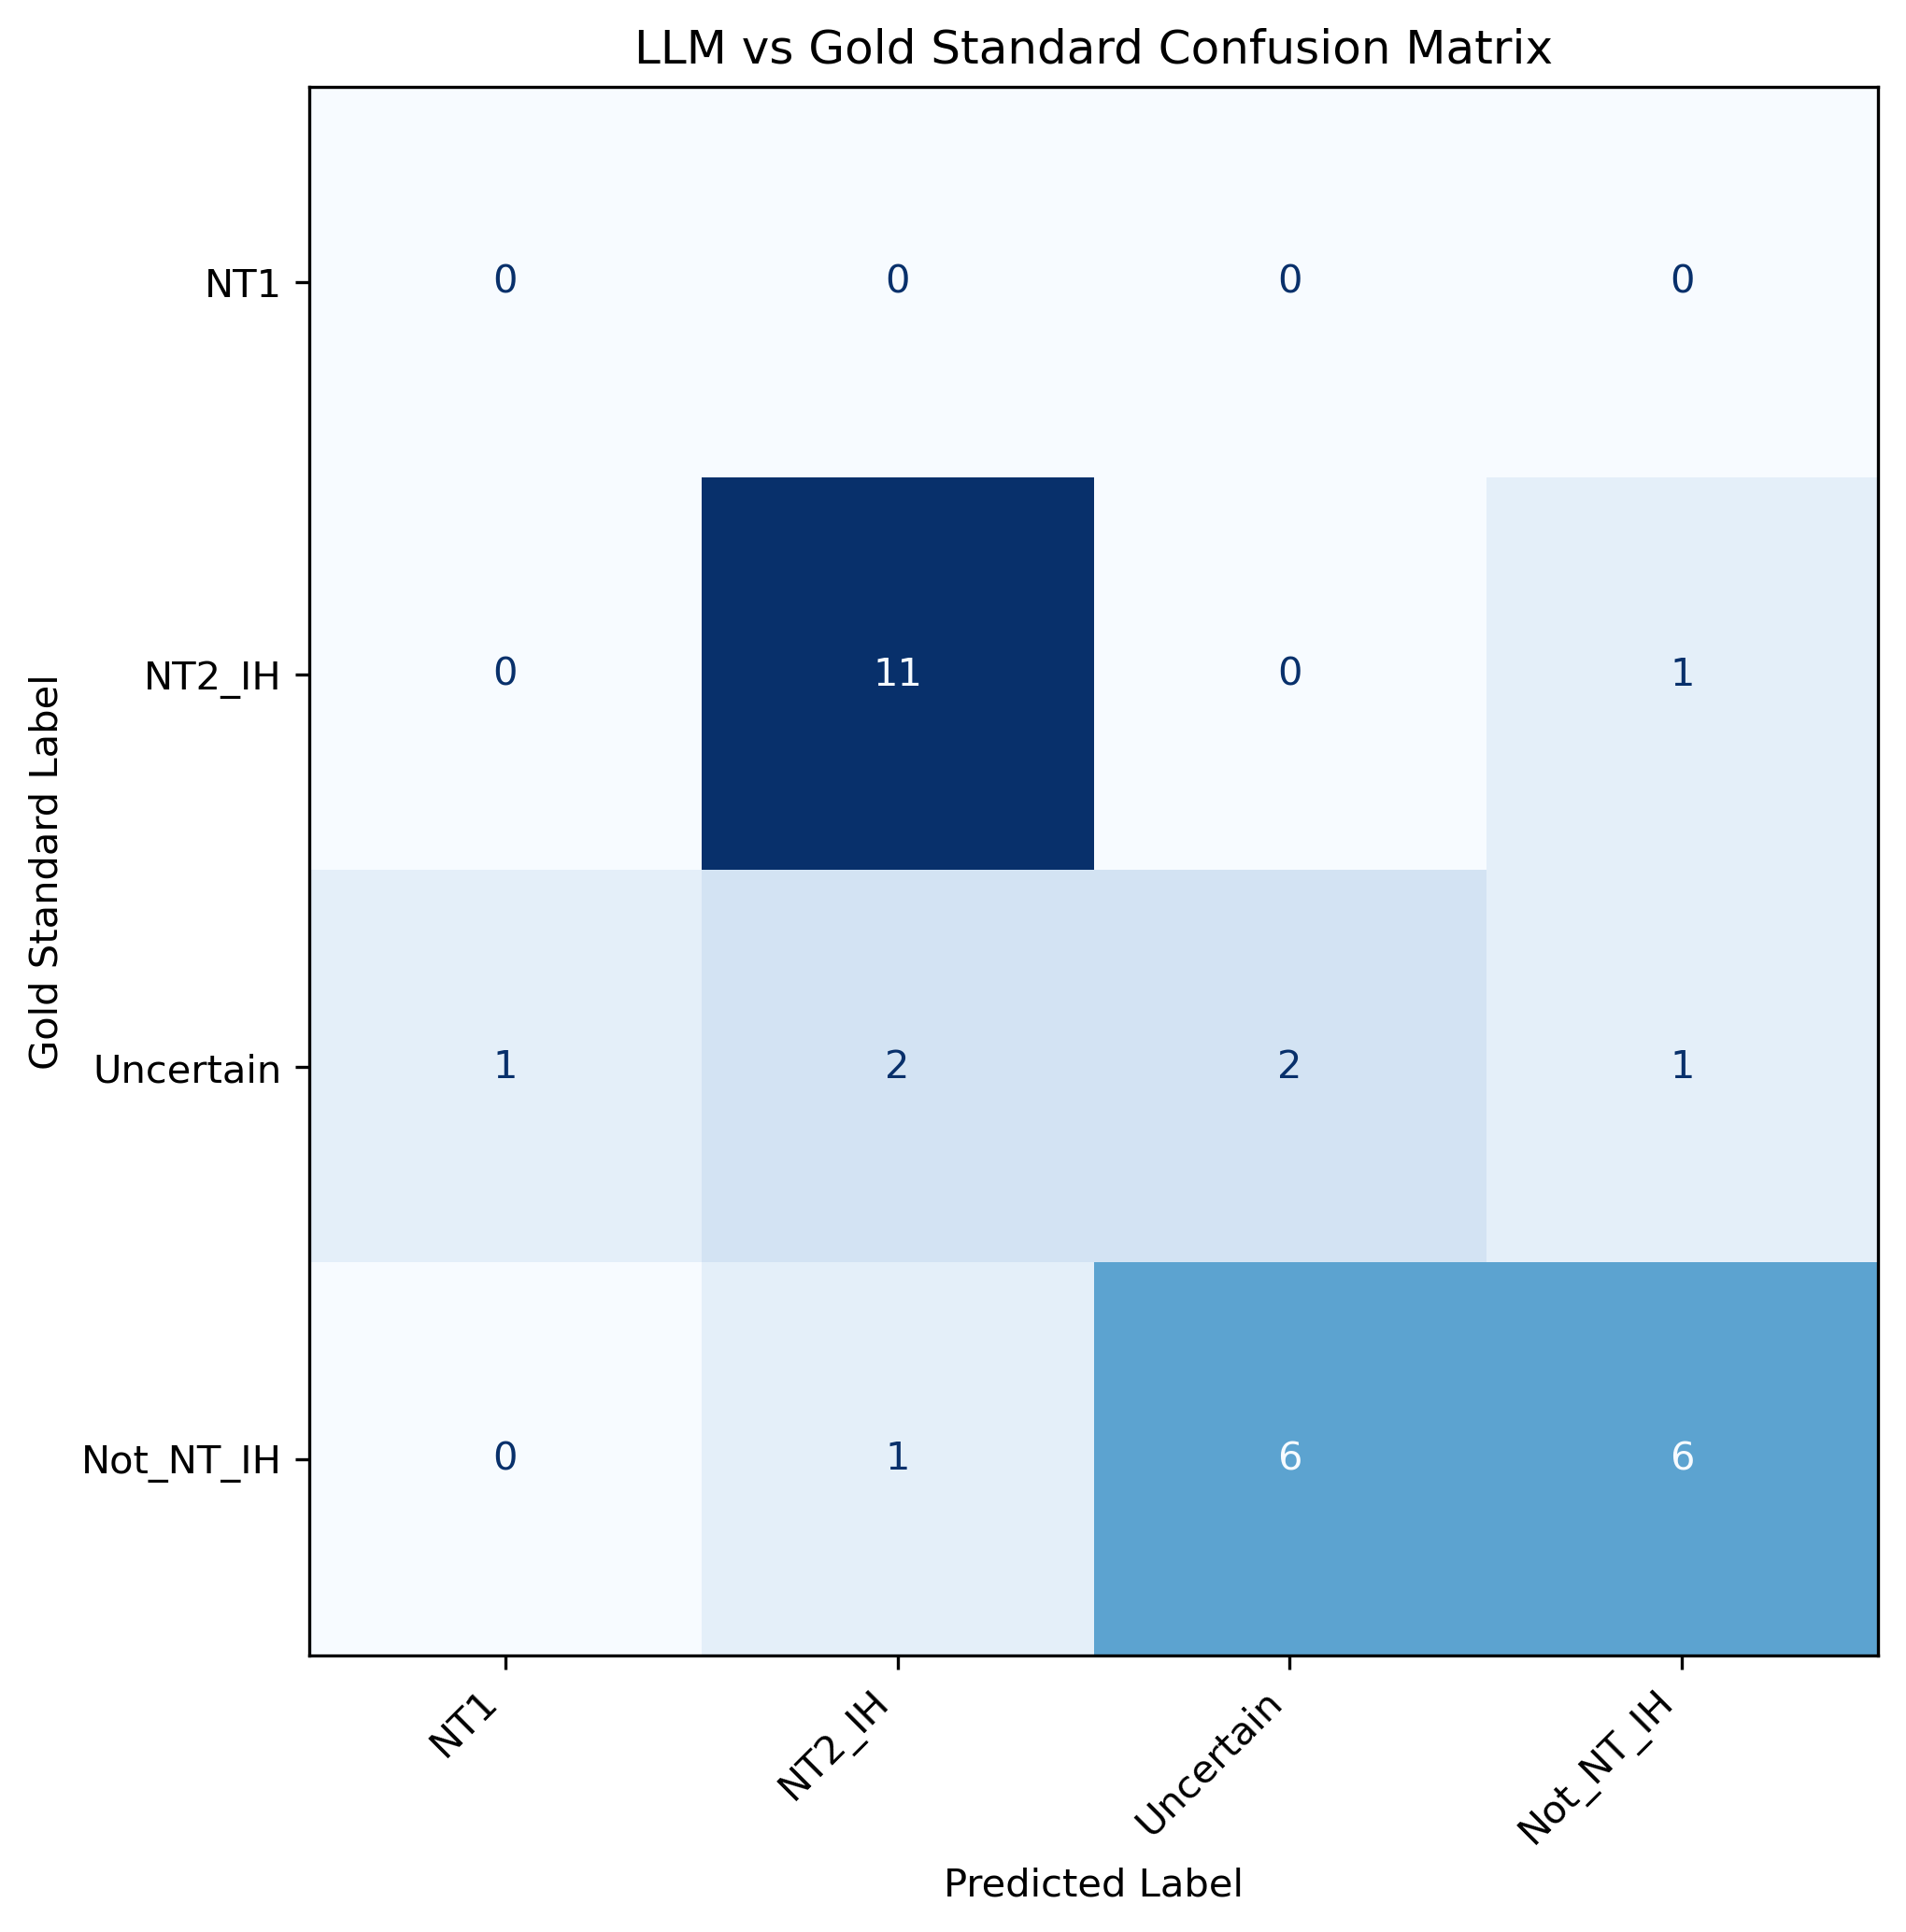 LLM vs Gold Standard Confusion Matrix
Gold Standard Label
NT1
0 0 0 0
NT2_IH
0 11 0 1
Uncertain
1 2 2 1
Not_NT_IH
0 1 6 6
NT1
NT2_IH
Uncertain
Not_NT_IH
Predicted Label